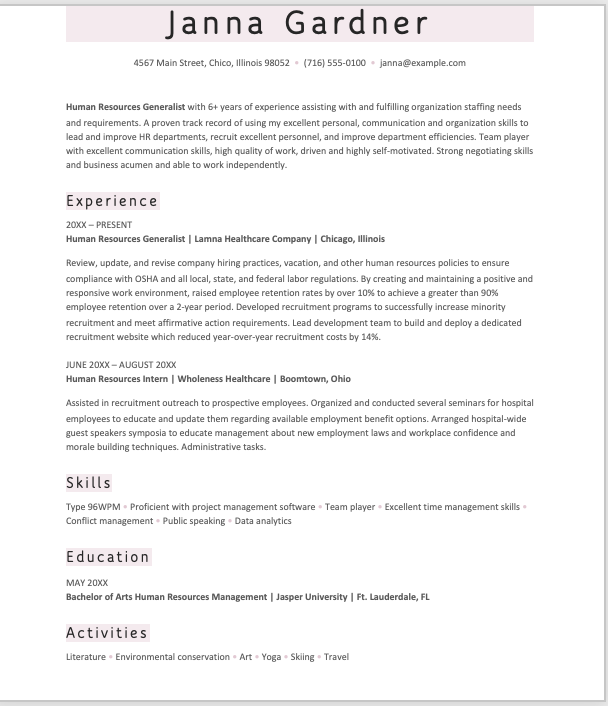 Janna Gardner
4567 Main Street, Chico, Illinois 98052 • (716) 555-0100 • janna@example.com
Human Resources Generalist with 6+ years of experience assisting with and fulfilling organization staffing needs
and requirements. A proven track record of using my excellent personal, communication and organization skills to
lead and improve HR departments, recruit excellent personnel, and improve department efficiencies. Team player
with excellent communication skills, high quality of work, driven and highly self-motivated. Strong negotiating skills
and business acumen and able to work independently.
Experience
20XX – PRESENT
Human Resources Generalist | Lamna Healthcare Company | Chicago, Illinois
Review, update, and revise company hiring practices, vacation, and other human resources policies to ensure
compliance with OSHA and all local, state, and federal labor regulations. By creating and maintaining a positive and
responsive work environment, raised employee retention rates by over 10% to achieve a greater than 90%
employee retention over a 2-year period. Developed recruitment programs to successfully increase minority
recruitment and meet affirmative action requirements. Lead development team to build and deploy a dedicated
recruitment website which reduced year-over-year recruitment costs by 14%.
JUNE 20XX – AUGUST 20XX
Human Resources Intern | Wholeness Healthcare | Boomtown, Ohio
Assisted in recruitment outreach to prospective employees. Organized and conducted several seminars for hospital
employees to educate and update them regarding available employment benefit options. Arranged hospital-wide
guest speakers symposia to educate management about new employment laws and workplace confidence and
morale building techniques. Administrative tasks.
Skills
Type 96WPM • Proficient with project management software • Team player • Excellent time management skills •
Conflict management • Public speaking • Data analytics
Education
MAY 20XX
Bachelor of Arts Human Resources Management | Jasper University | Ft. Lauderdale, FL
Activities
Literature • Environmental conservation • Art • Yoga • Skiing • Travel